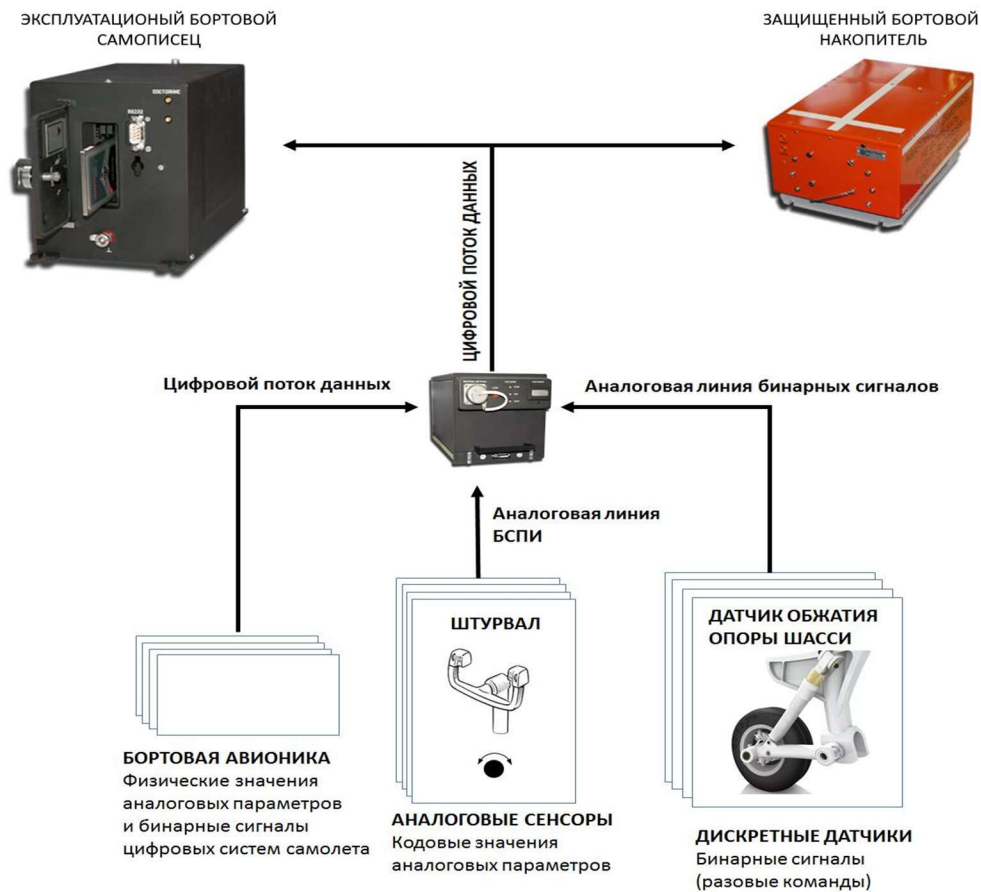 ЭКСПЛУАТАЦИОНЫЙ БОРТОВОЙ
САМОПИСЕЦ
ЗАЩИЩЕННЫЙ БОРТОВОЙ
НАКОПИТЕЛЬ
СОСТОЯНИЕ
RS232
ЦИФРОВОЙ ПОТОК ДАННЫХ
Цифровой поток данных
Аналоговая линия бинарных сигналов
Аналоговая линия
БСПИ
ШТУРВАЛ
ДАТЧИК ОБЖАТИЯ
ОПОРЫ ШАССИ
БОРТОВАЯ АВИОНИКА
Физические значения
аналоговых параметров
и бинарные сигналы
цифровых систем самолета
АНАЛОГОВЫЕ СЕНСОРЫ
Кодовые значения
аналоговых параметров
ДИСКРЕТНЫЕ ДАТЧИКИ
Бинарные сигналы
(разовые команды)